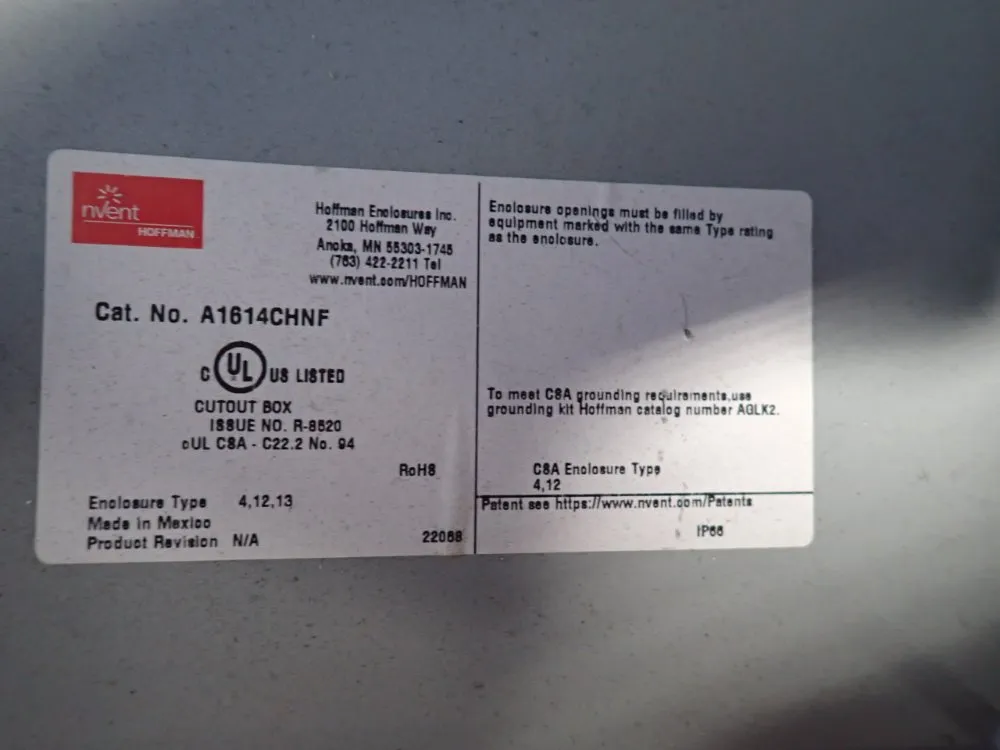 nvent
HOFFMAN
Hoffman Enclosures Inc.
2100 Hoffman Way
Anoka, MN 55303-1745
(763) 422-2211 Tel
www.nvent.com/HOFFMAN
Cat. No. A1614CHNF
C UL US LISTED
CUTOUT BOX
ISSUE NO. R-8620
cUL CSA - C22.2 No. 94
RoHS
Enclosure Type 4,12,13
Made in Mexico
Product Revision N/A
22068
Enclosure openings must be filled by
equipment marked with the same Type rating
as the enclosure.
To meet CSA grounding requirements,use
grounding kit Hoffman catalog number AGLK2.
CSA Enclosure Type
4,12
Patent see https://www.nvent.com/Patents
IP66